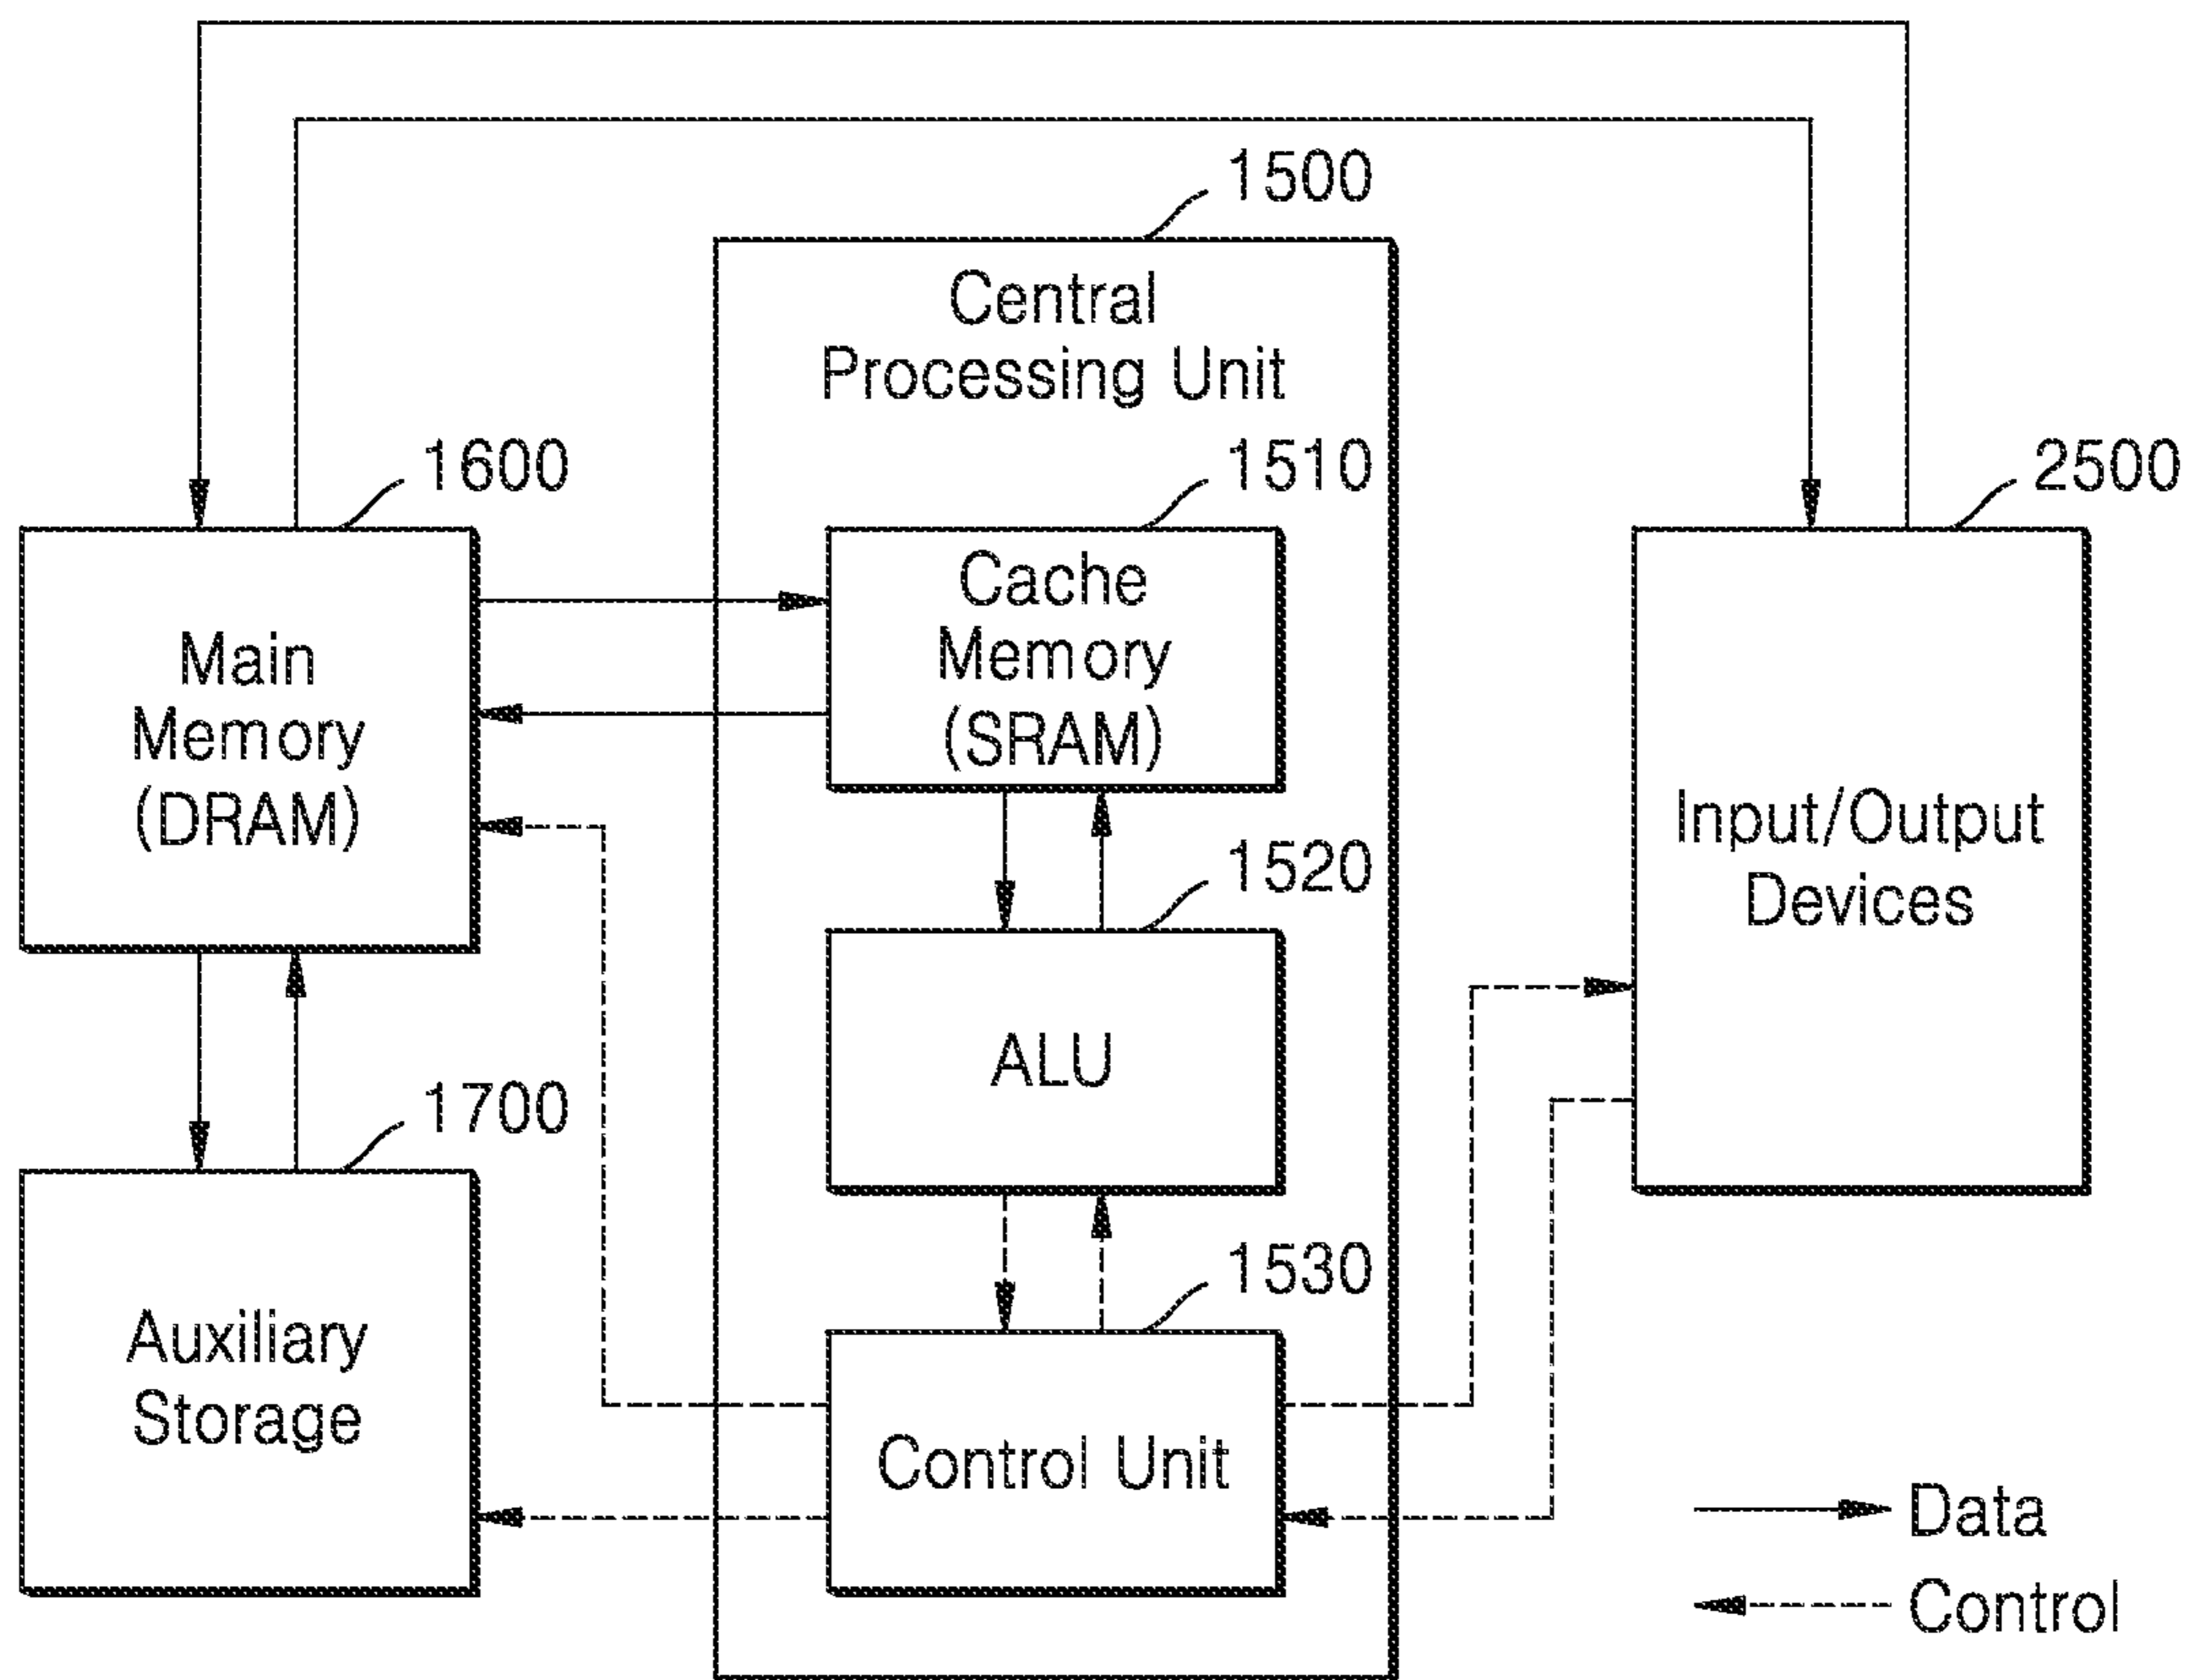 1500
Central
Processing Unit
1600
1510
2500
Main
Memory
(DRAM)
Cache
Memory
(SRAM)
Input/Output
Devices
1520
ALU
1700
1530
Auxiliary
Storage
Control Unit
Data
Control